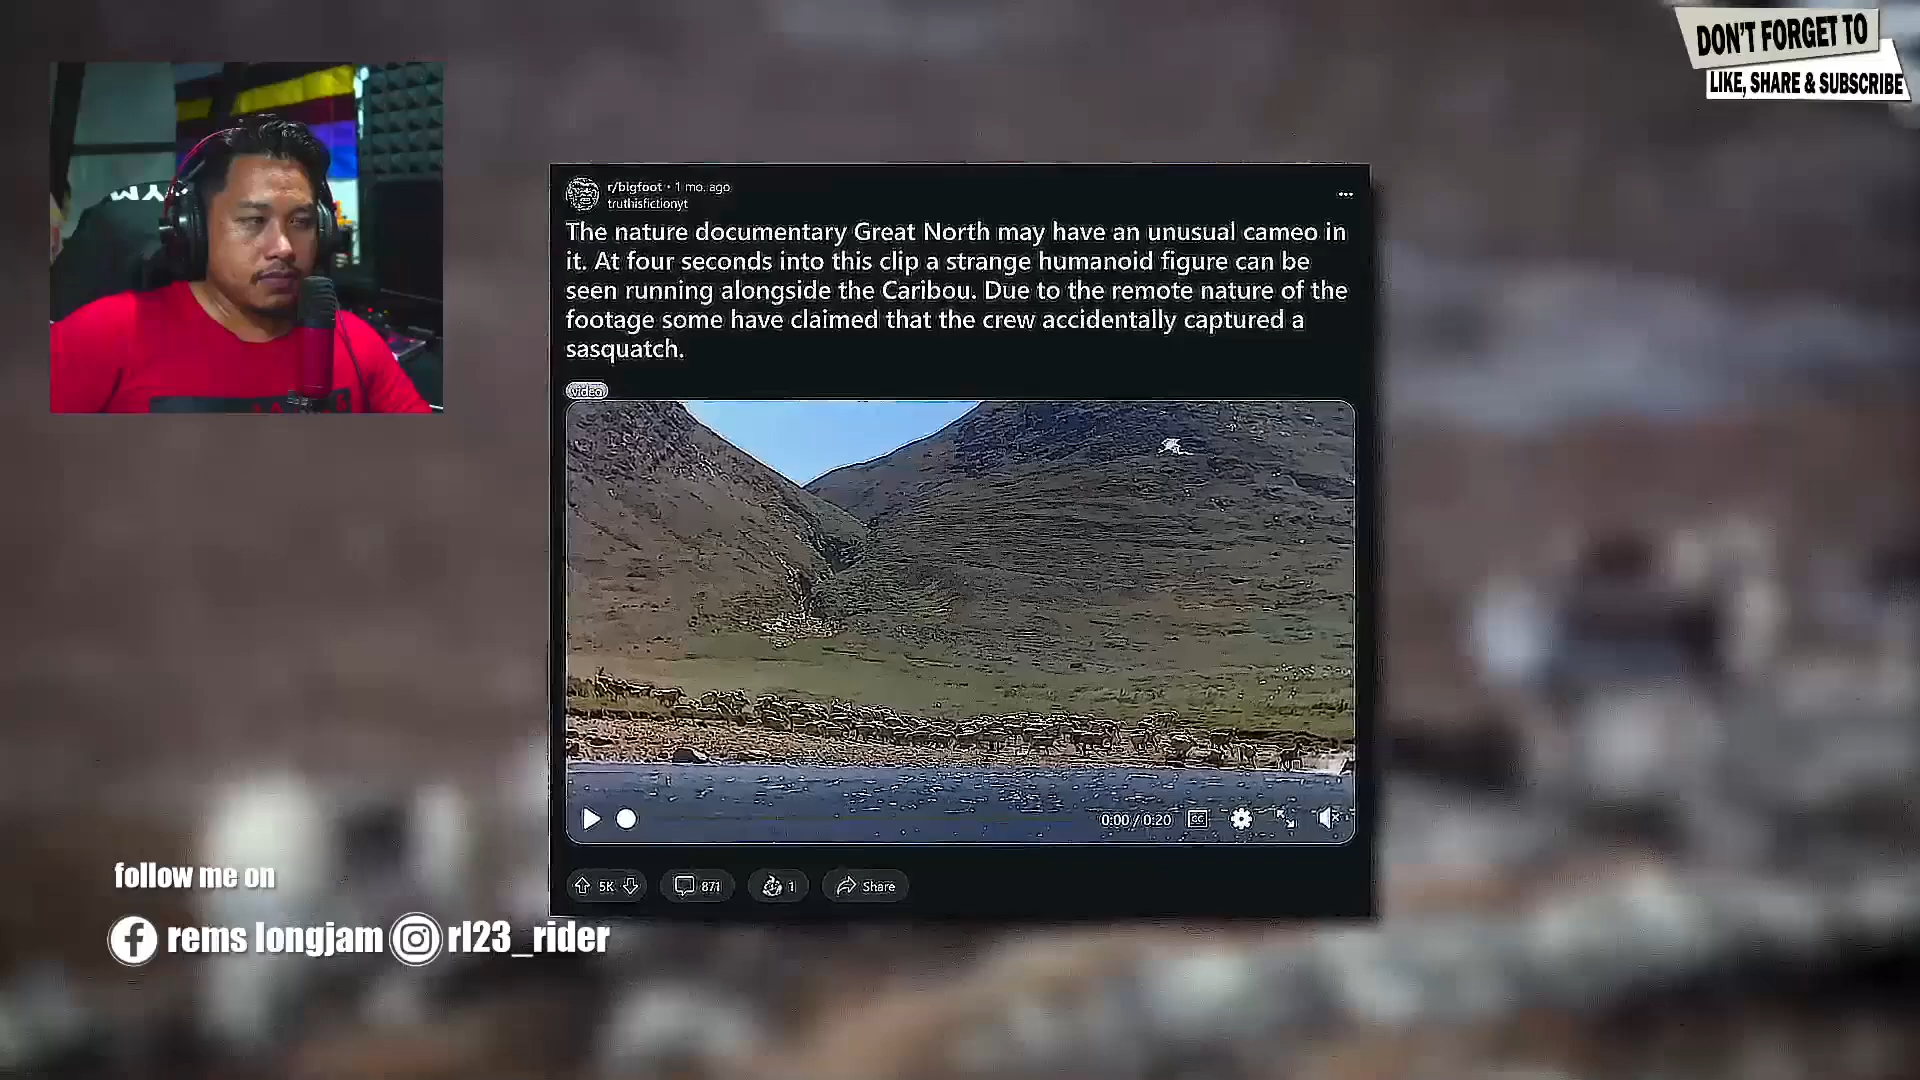 DON'T FORGET TO
LIKE, SHARE & SUBSCRIBE
r/bigfoot • 1 mo. ago
truthisfictionyt
The nature documentary Great North may have an unusual cameo in
it. At four seconds into this clip a strange humanoid figure can be
seen running alongside the Caribou. Due to the remote nature of the
footage some have claimed that the crew accidentally captured a
sasquatch.
video
0:00 / 0:20
CC
5K
871
1
Share
follow me on
rems longjam
rl23_rider